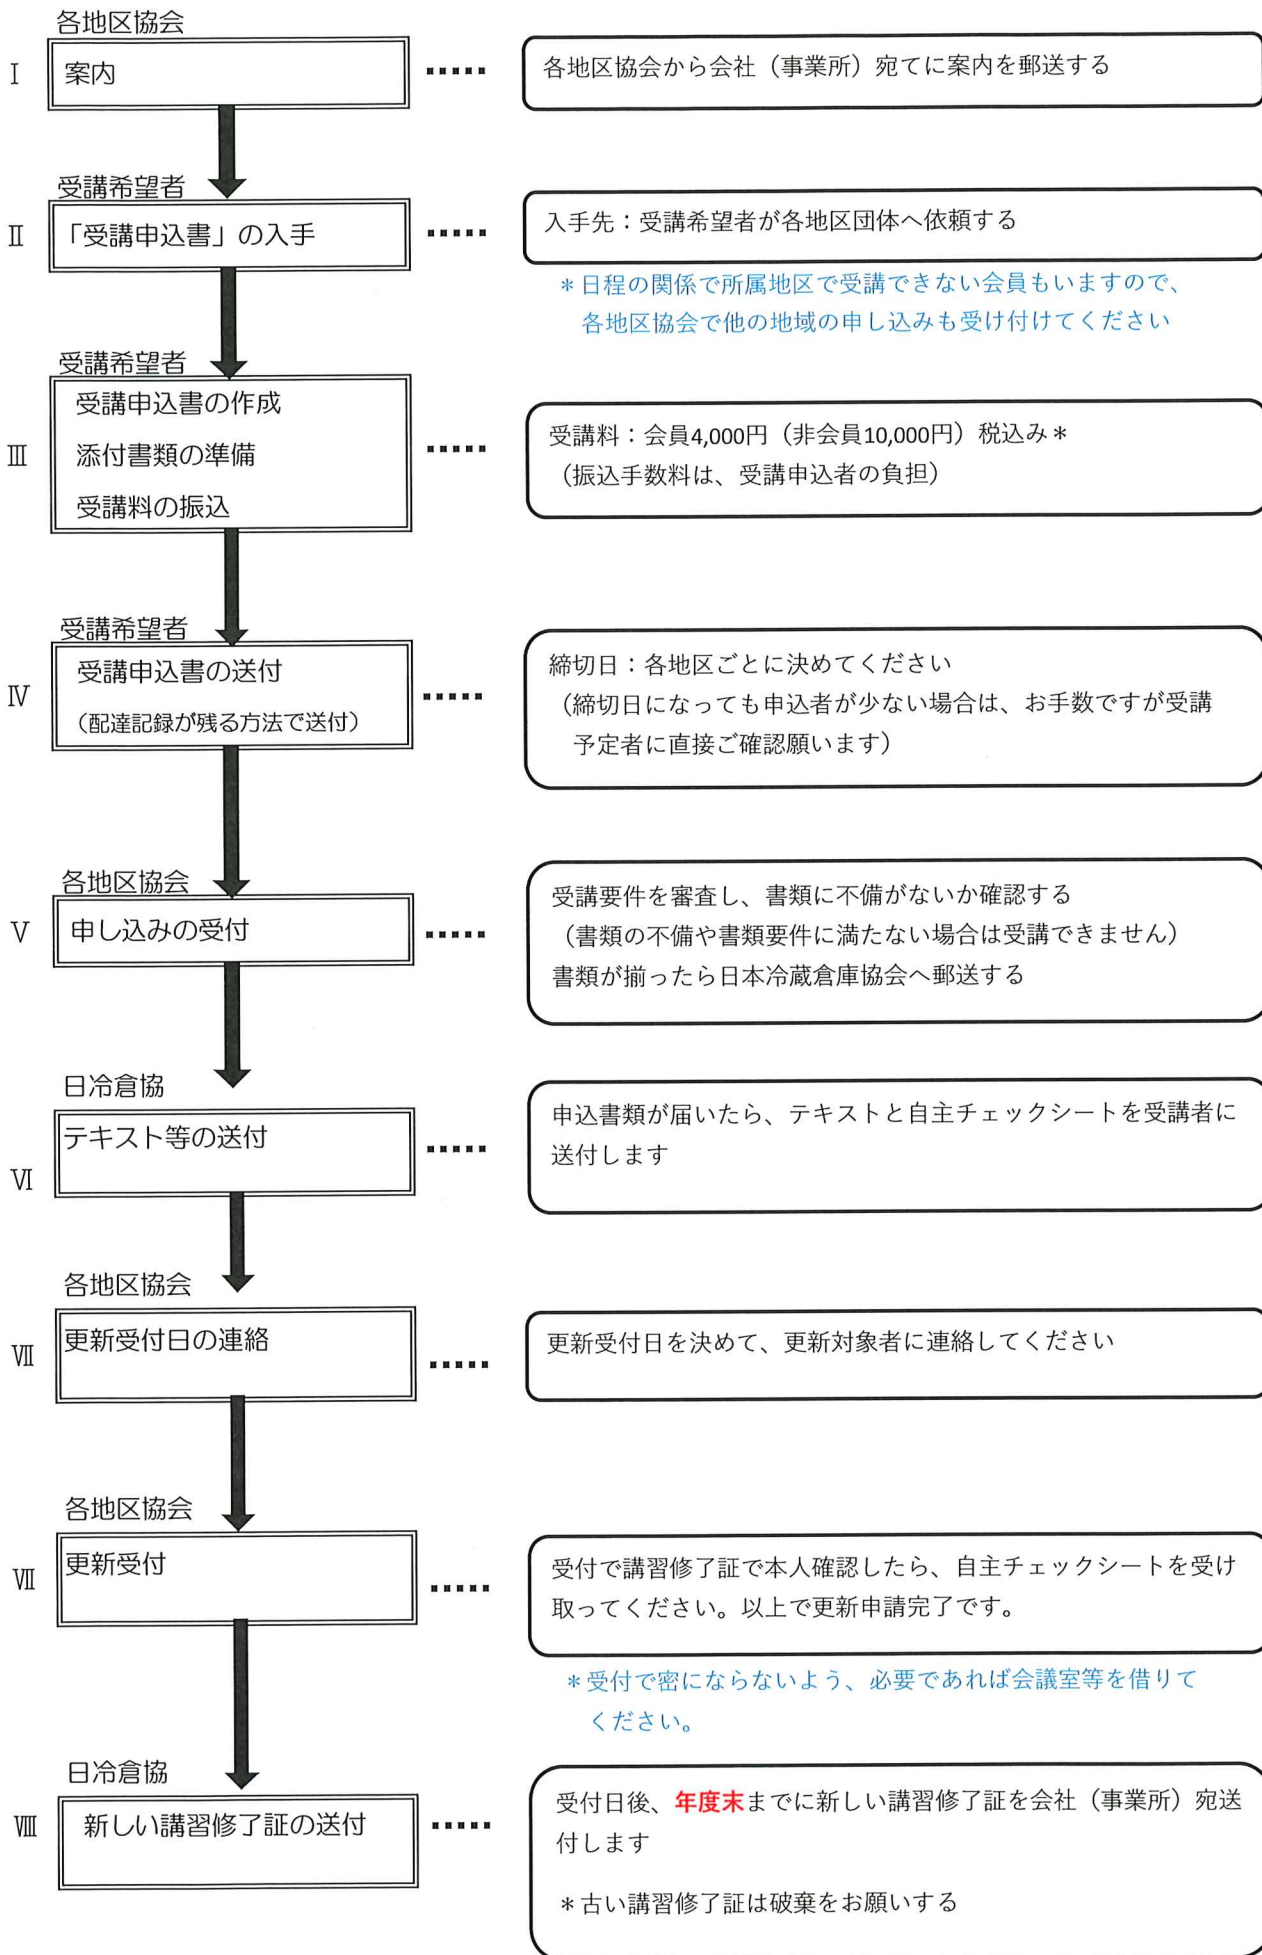 各地区協会
Ⅰ 案内 ····· 各地区協会から会社（事業所）宛てに案内を郵送する
受講希望者
Ⅱ 「受講申込書」の入手 ····· 入手先：受講希望者が各地区団体へ依頼する
＊日程の関係で所属地区で受講できない会員もいますので、
各地区協会で他の地域の申し込みも受け付けてください
受講希望者
受講申込書の作成
Ⅲ 添付書類の準備 ·····
受講料の振込
受講料：会員4,000円（非会員10,000円）税込み＊
（振込手数料は、受講申込者の負担）
受講希望者
受講申込書の送付
Ⅳ ·····
（配達記録が残る方法で送付）
締切日：各地区ごとに決めてください
（締切日になっても申込者が少ない場合は、お手数ですが受講
予定者に直接ご確認願います）
各地区協会
Ⅴ 申し込みの受付 ·····
受講要件を審査し、書類に不備がないか確認する
（書類の不備や書類要件に満たない場合は受講できません）
書類が揃ったら日本冷蔵倉庫協会へ郵送する
日冷倉協
テキスト等の送付 ·····
Ⅵ
申込書類が届いたら、テキストと自主チェックシートを受講者に
送付します
各地区協会
Ⅶ 更新受付日の連絡 ····· 更新受付日を決めて、更新対象者に連絡してください
各地区協会
Ⅶ 更新受付 ·····
受付で講習修了証で本人確認したら、自主チェックシートを受け
取ってください。以上で更新申請完了です。
＊受付で密にならないよう、必要であれば会議室等を借りて
ください。
日冷倉協
Ⅷ 新しい講習修了証の送付 ·····
受付日後、年度末までに新しい講習修了証を会社（事業所）宛送
付します
＊古い講習修了証は破棄をお願いする